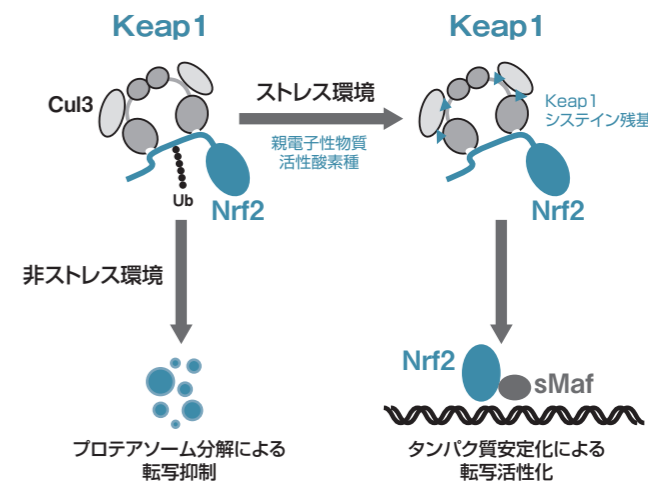 Keap1
Keap1
Cul3
ストレス環境
親電子性物質
活性酸素種
Keap1
システイン残基
Ub
Nrf2
Nrf2
非ストレス環境
Nrf2
sMaf
プロテアソーム分解による
転写抑制
タンパク質安定化による
転写活性化